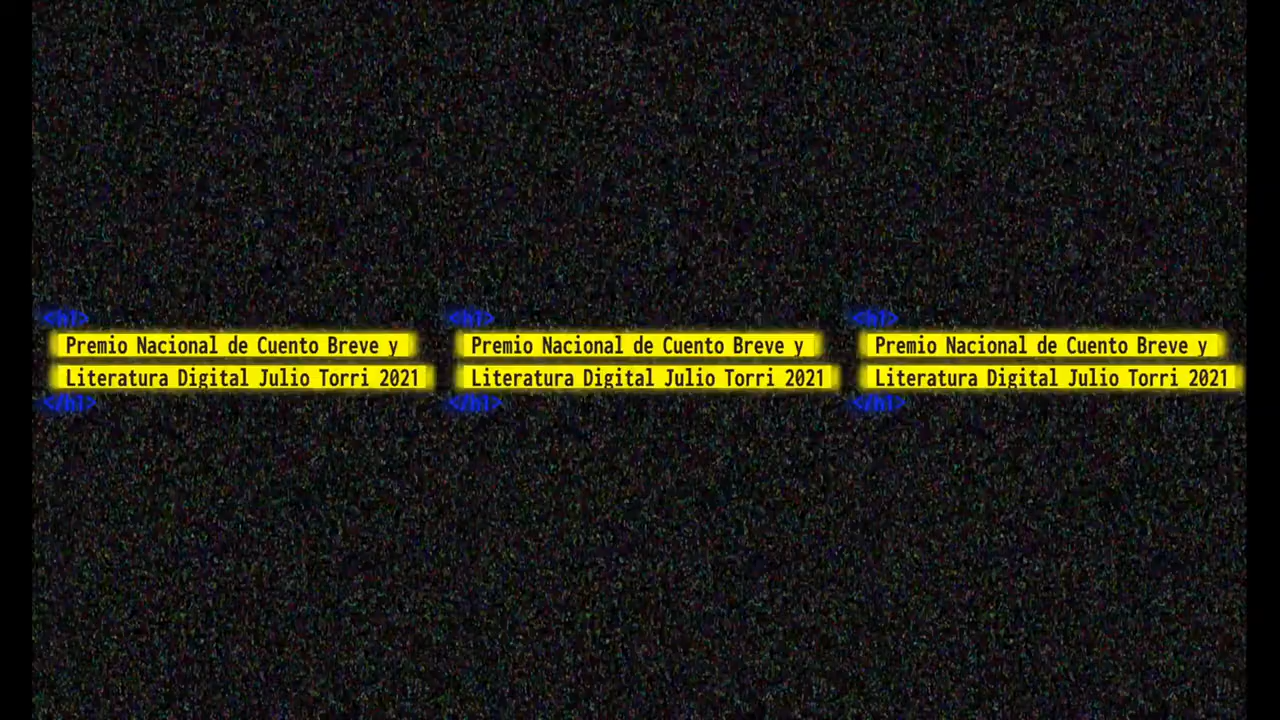 <h1>
Premio Nacional de Cuento Breve y
Literatura Digital Julio Torri 2021
</h1>
<h1>
Premio Nacional de Cuento Breve y
Literatura Digital Julio Torri 2021
</h1>
<h1>
Premio Nacional de Cuento Breve y
Literatura Digital Julio Torri 2021
</h1>